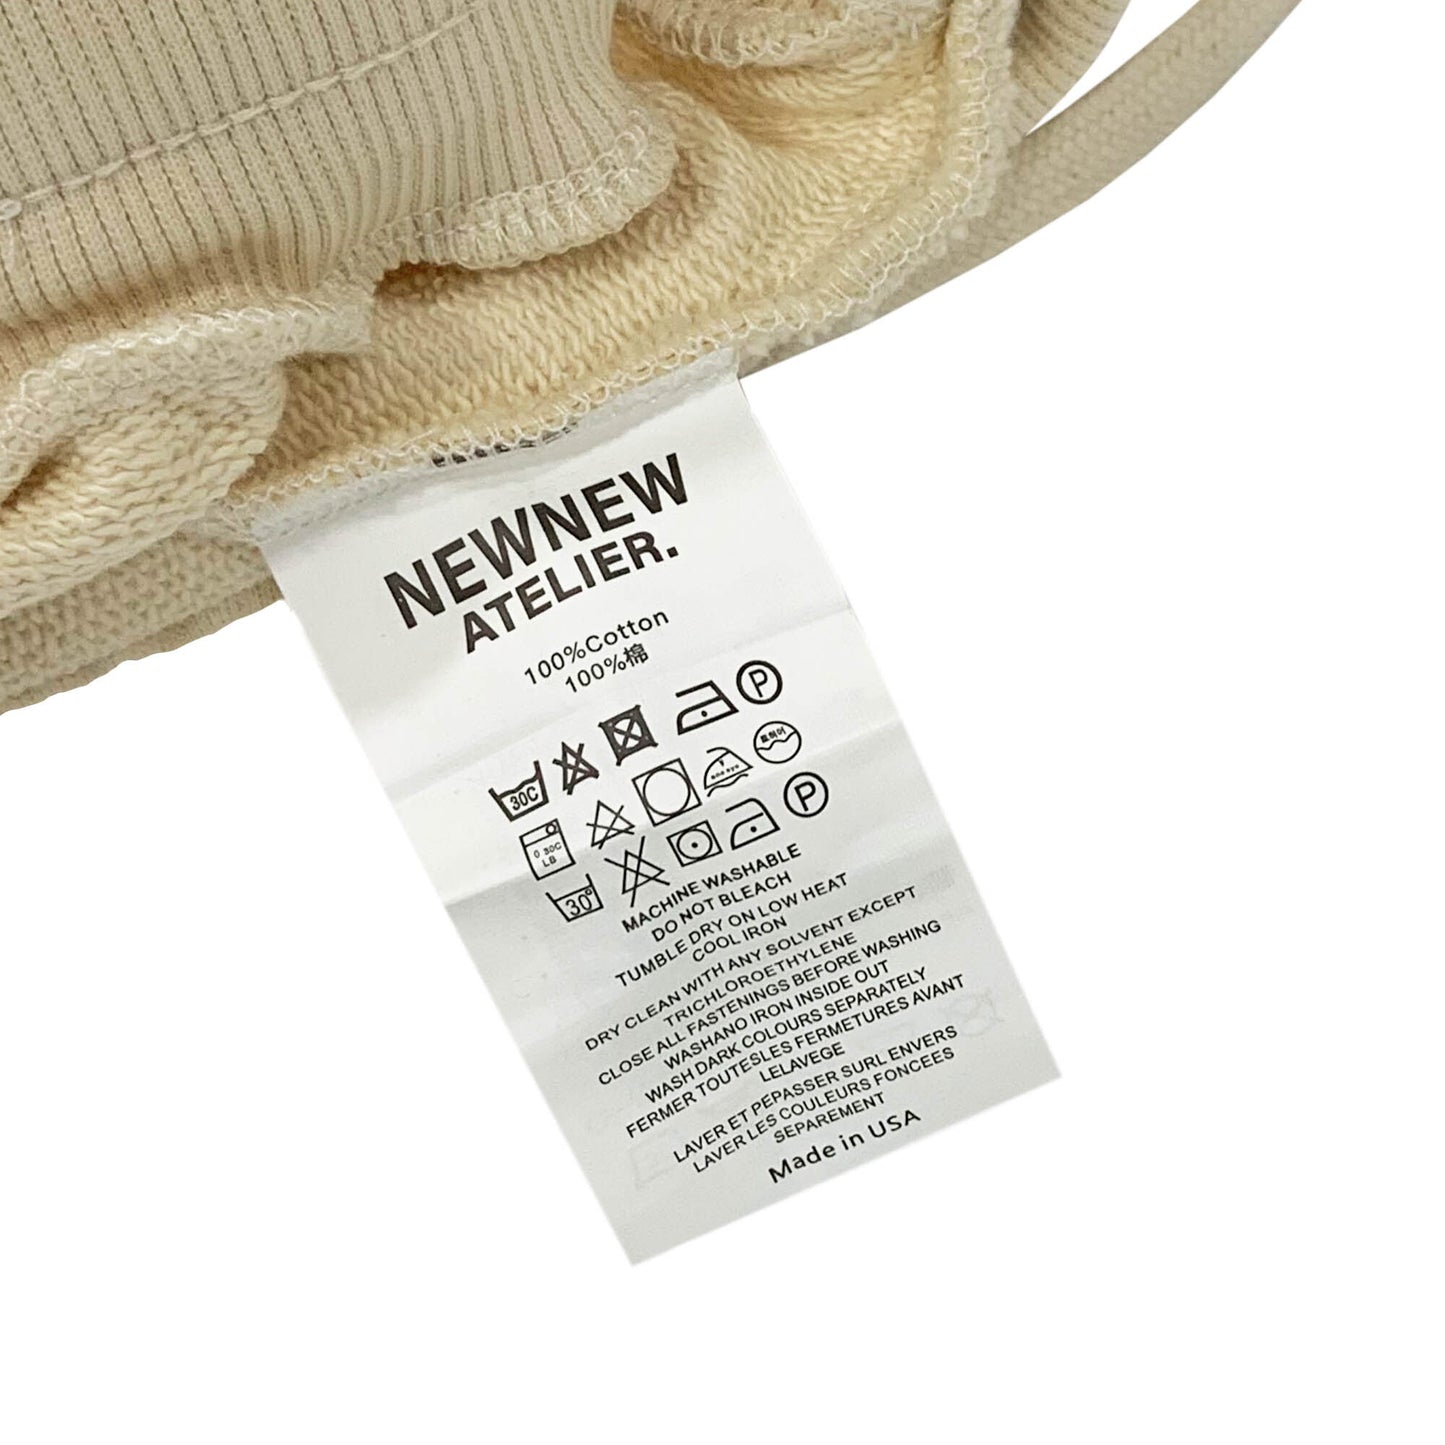 NEWNEW
ATELIER.
100%Cotton
100%棉
30C P
0 30C
LB
30° P
MACHINE WASHABLE
DO NOT BLEACH
TUMBLE DRY ON LOW HEAT
COOL IRON
DRY CLEAN WITH ANY SOLVENT EXCEPT
TRICHLOROETHYLENE
CLOSE ALL FASTENINGS BEFORE WASHING
WASHANO IRON INSIDE OUT
WASH DARK COLOURS SEPARATELY
FERMER TOUTESLES FERMETURES AVANT
LELAVEGE
LAVER ET PEPASSER SURL ENVERS
LAVER LES COULEURS FONCEES
SEPAREMENT
Made in USA